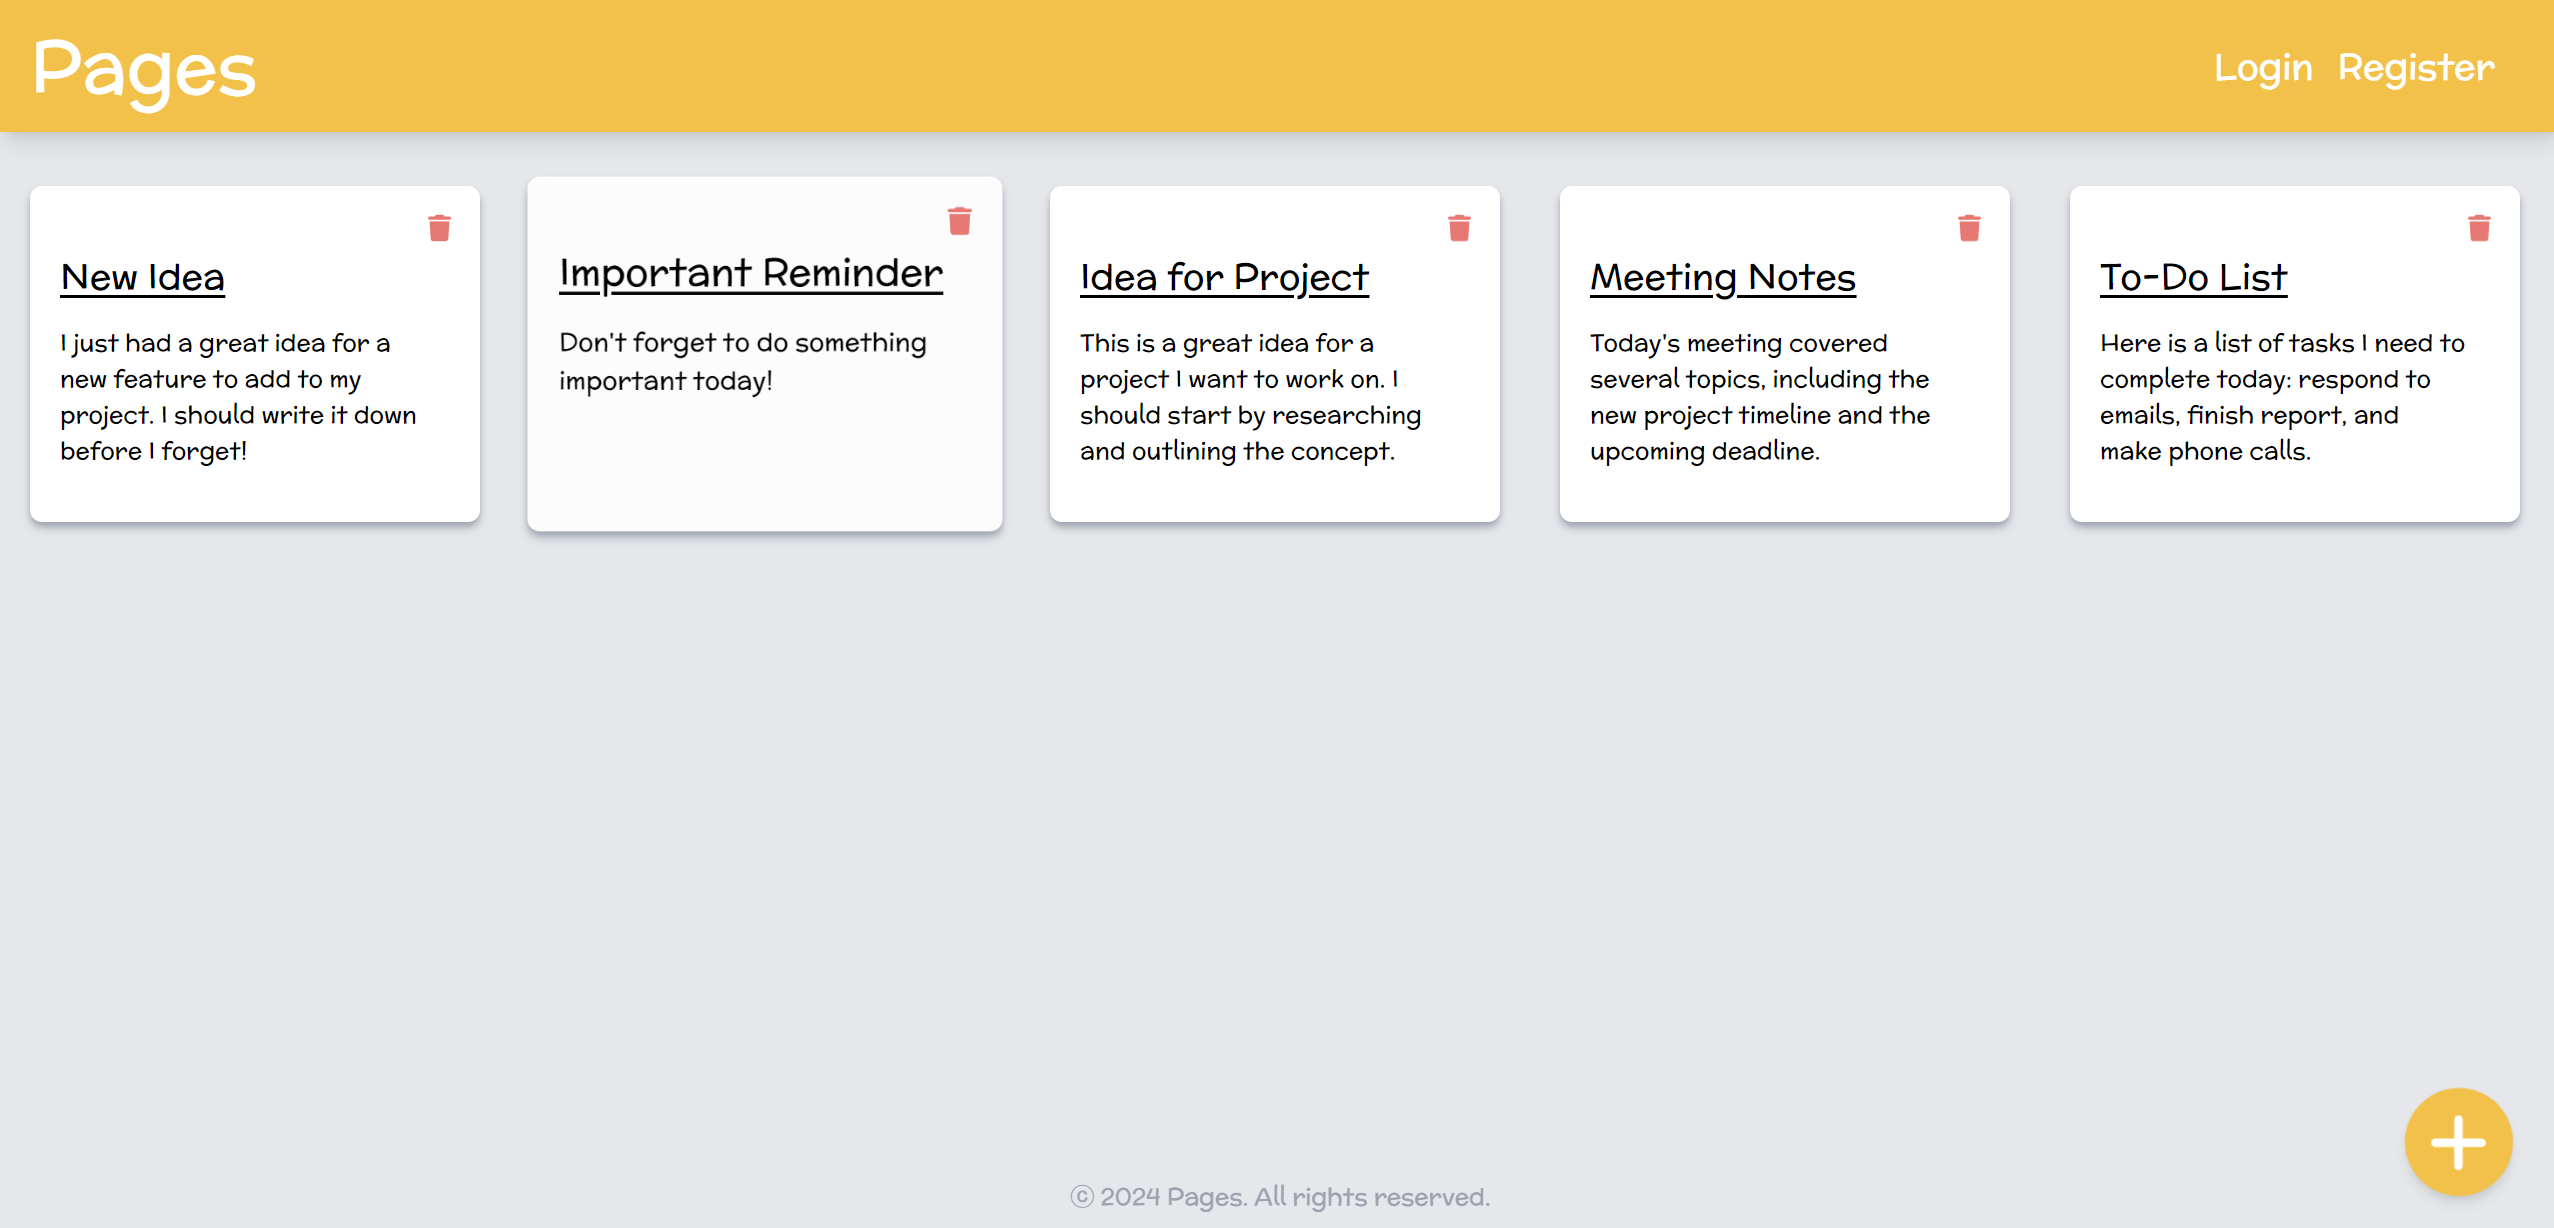 Pages
Login Register
New Idea
I just had a great idea for a
new feature to add to my
project. I should write it down
before I forget!
Important Reminder
Don't forget to do something
important today!
Idea for Project
This is a great idea for a
project I want to work on. I
should start by researching
and outlining the concept.
Meeting Notes
Today's meeting covered
several topics, including the
new project timeline and the
upcoming deadline.
To-Do List
Here is a list of tasks I need to
complete today: respond to
emails, finish report, and
make phone calls.
© 2024 Pages. All rights reserved.